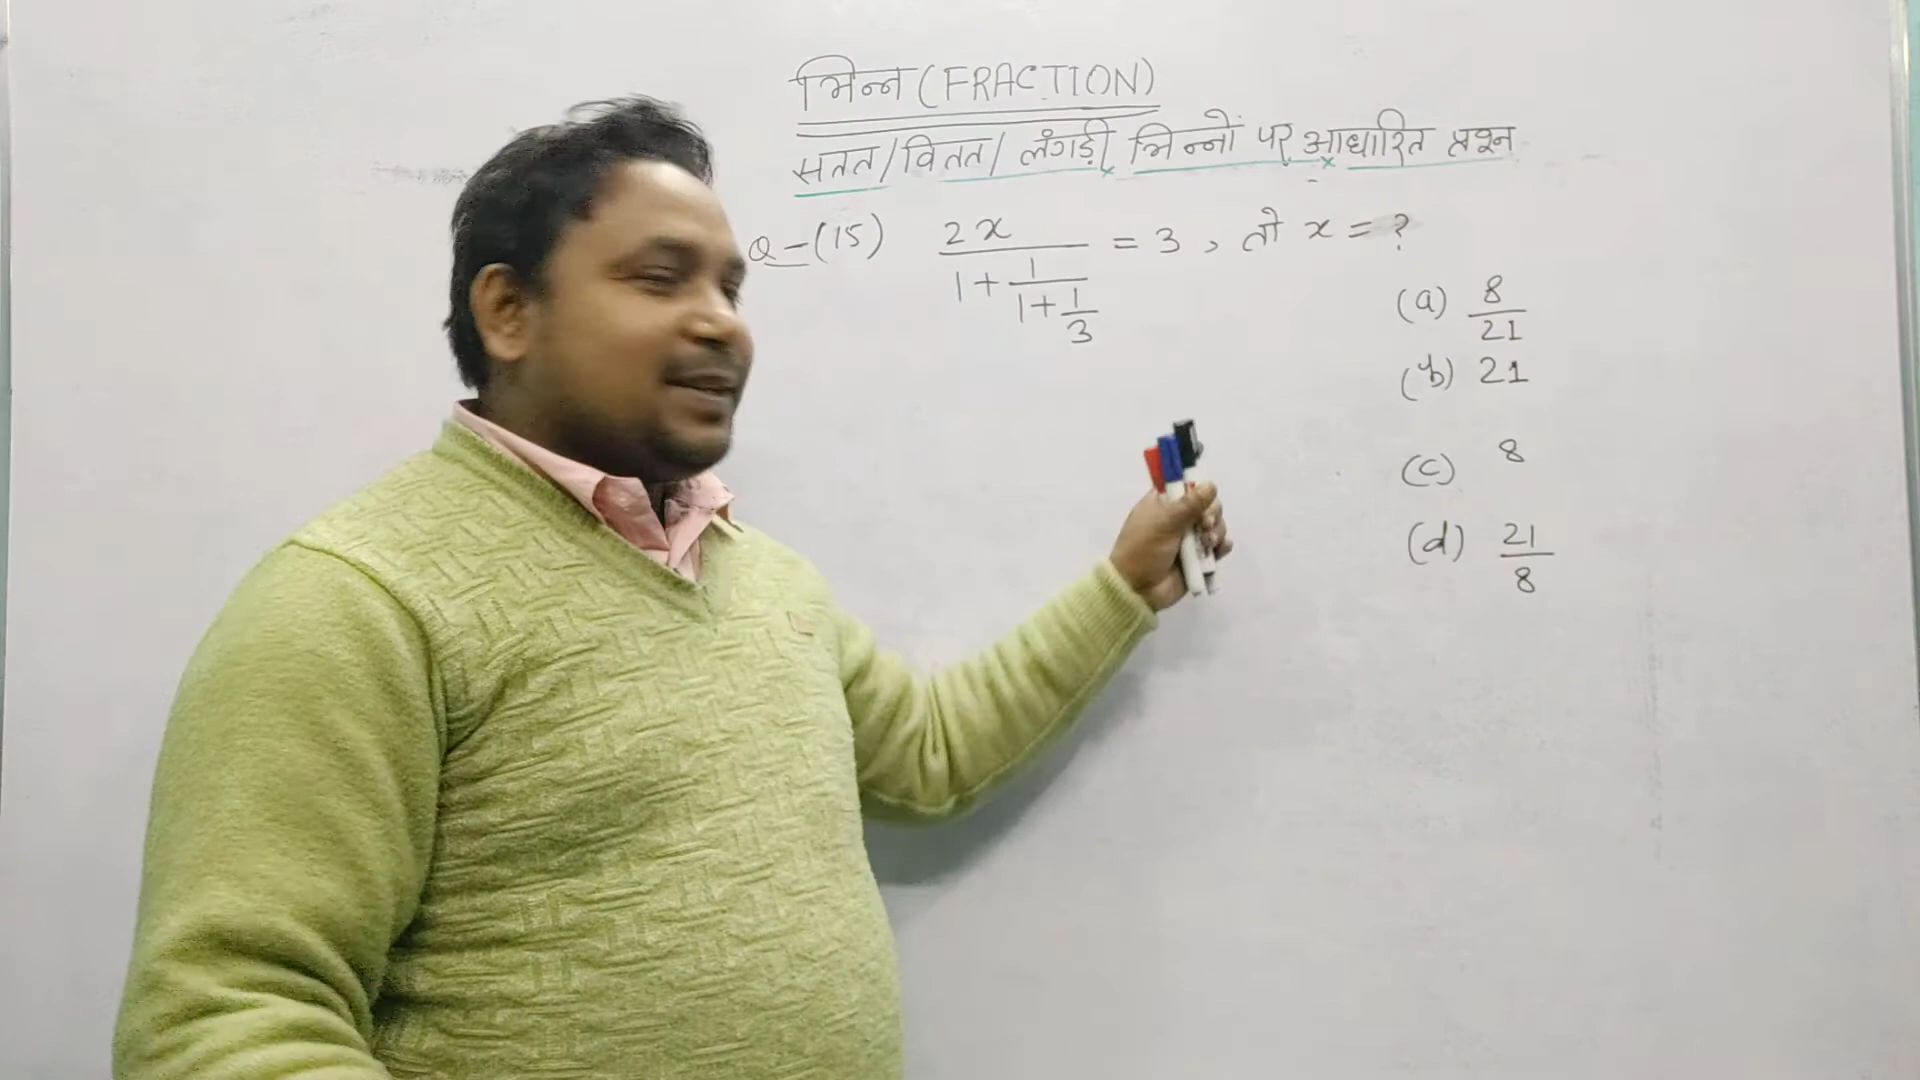 भिन्न (FRACTION)
सतत/वितत/लंगड़ी भिन्नों पर आधारित प्रश्न
Q-(15) 2x / (1 + 1 / (1 + 1/3)) = 3, तो x = ?
(a) 8/21
(b) 21
(c) 8
(d) 21/8